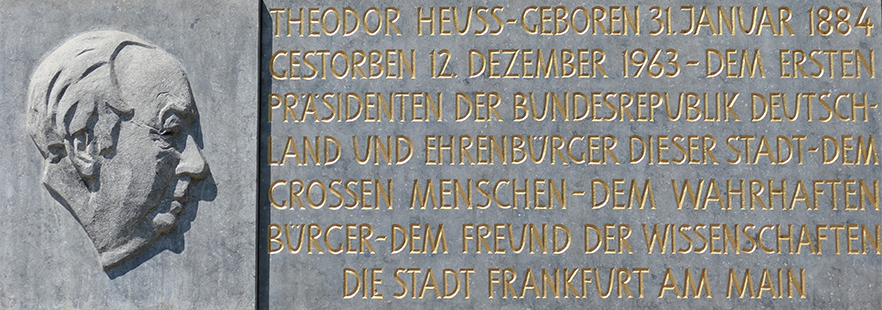 THEODOR HEUSS-GEBOREN 31. JANUAR 1884
GESTORBEN 12. DEZEMBER 1963-DEM ERSTEN
PRÄSIDENTEN DER BUNDESREPUBLIK DEUTSCH-
LAND UND EHRENBÜRGER DIESER STADT-DEM
GROSSEN MENSCHEN-DEM WAHRHAFTEN
BÜRGER-DEM FREUND DER WISSENSCHAFTEN
DIE STADT FRANKFURT AM MAIN